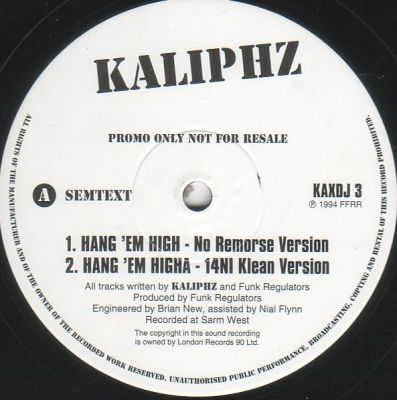 KALIPHZ
PROMO ONLY NOT FOR RESALE
A SEMTEXT
KAXDJ 3
℗ 1994 FFRR
1. HANG 'EM HIGH - No Remorse Version
2. HANG 'EM HIGHA - 14NI Klean Version
All tracks written by KALIPHZ and Funk Regulators
Produced by Funk Regulators
Engineered by Brian New, assisted by Nial Flynn
Recorded at Sarm West
The copyright in this sound recording
is owned by London Records 90 Ltd.
ALL RIGHTS OF THE MANUFACTURER AND OF THE OWNER OF THE RECORDED WORK RESERVED. UNAUTHORISED PUBLIC PERFORMANCE, BROADCASTING, COPYING AND RENTAL OF THIS RECORD PROHIBITED.